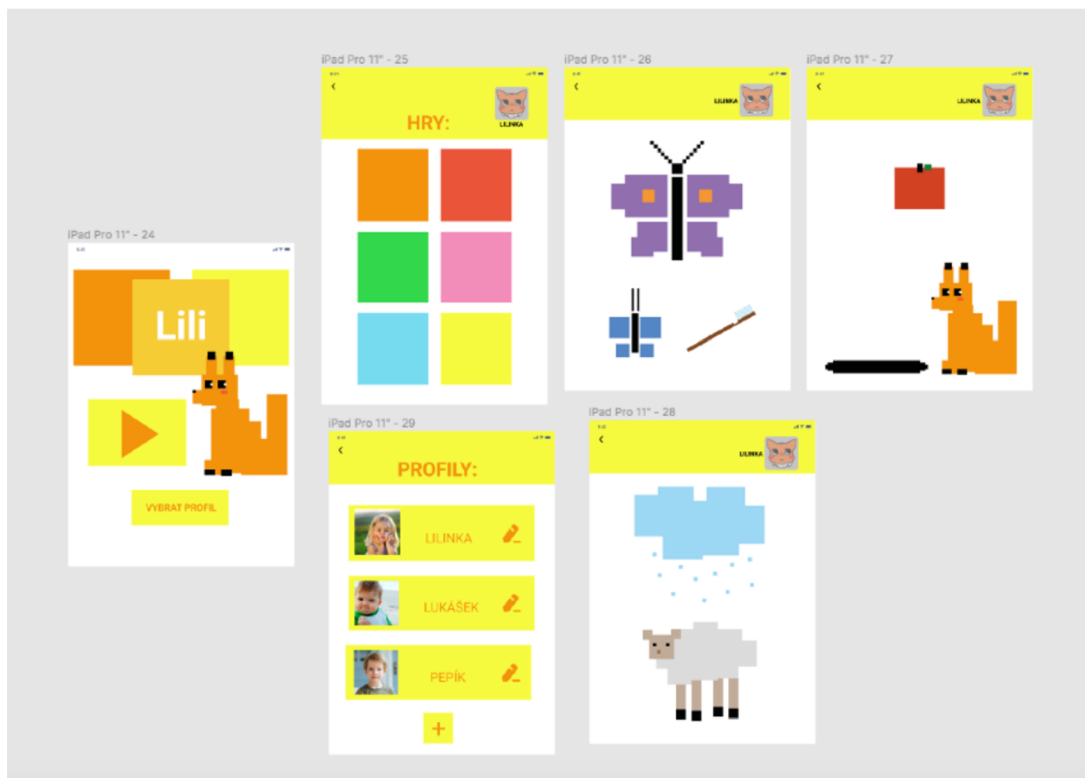 iPad Pro 11" - 25
HRY:
LILINKA
iPad Pro 11" - 26
LILINKA
iPad Pro 11" - 27
LILINKA
iPad Pro 11" - 24
Lili
VYBRAT PROFIL
iPad Pro 11" - 29
PROFILY:
LILINKA
LUKÁŠEK
PEPÍK
+
iPad Pro 11" - 28
LILINKA